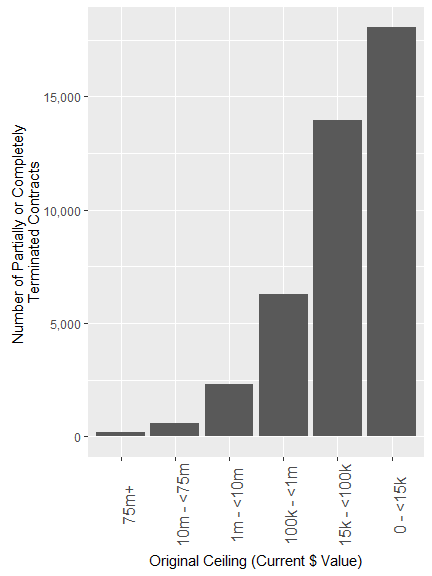 Number of Partially or Completely
Terminated Contracts
15,000
10,000
5,000
0
75m+
10m - <75m
1m - <10m
100k - <1m
15k - <100k
0 - <15k
Original Ceiling (Current $ Value)